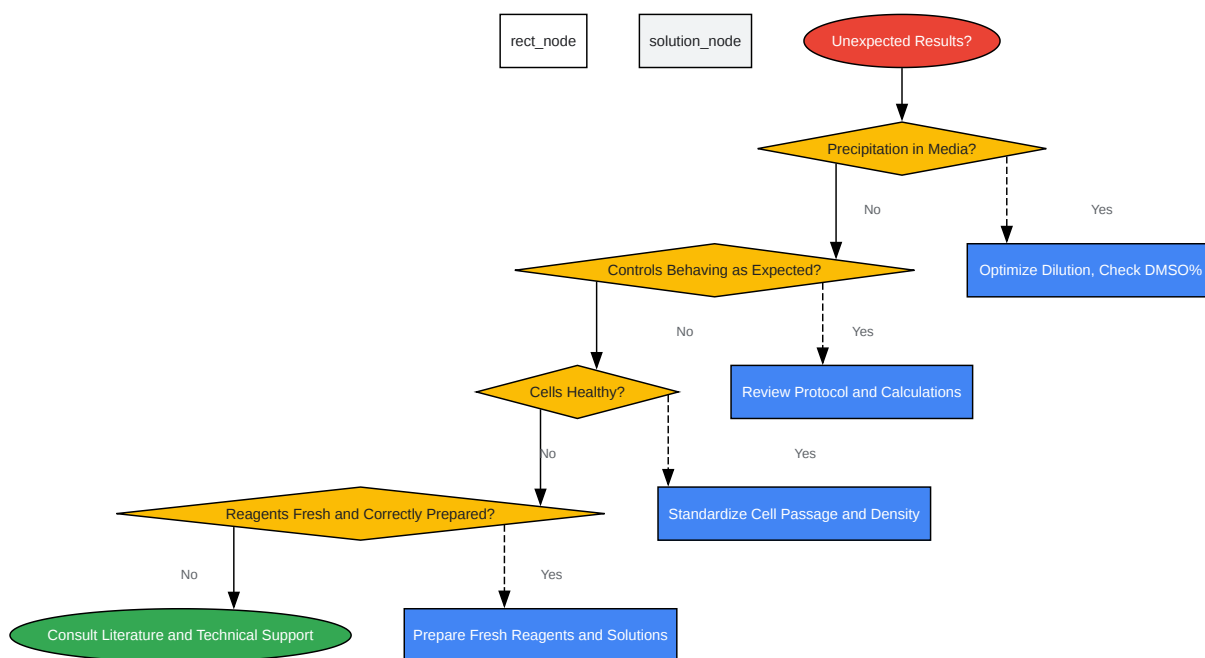 rect_node
solution_node
Unexpected Results?
Precipitation in Media?
No
Yes
Controls Behaving as Expected?
Optimize Dilution, Check DMSO%
No
Yes
Cells Healthy?
Review Protocol and Calculations
No
Yes
Reagents Fresh and Correctly Prepared?
Standardize Cell Passage and Density
No
Yes
Consult Literature and Technical Support
Prepare Fresh Reagents and Solutions